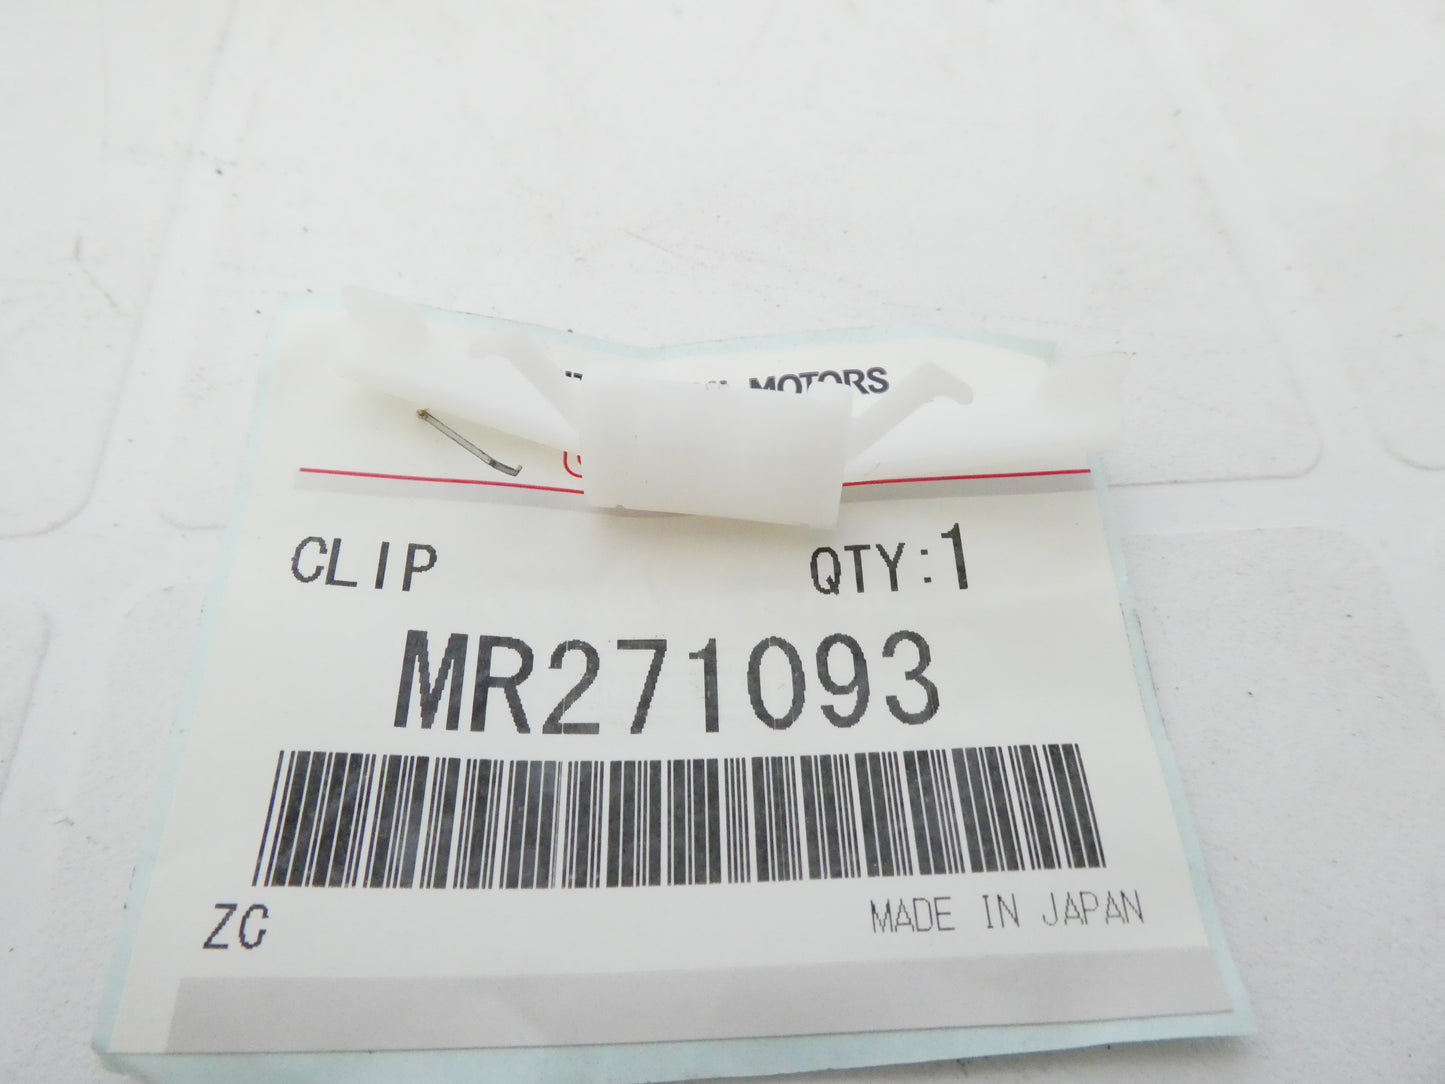 MOTORS
CLIP QTY:1
MR271093
ZC MADE IN JAPAN